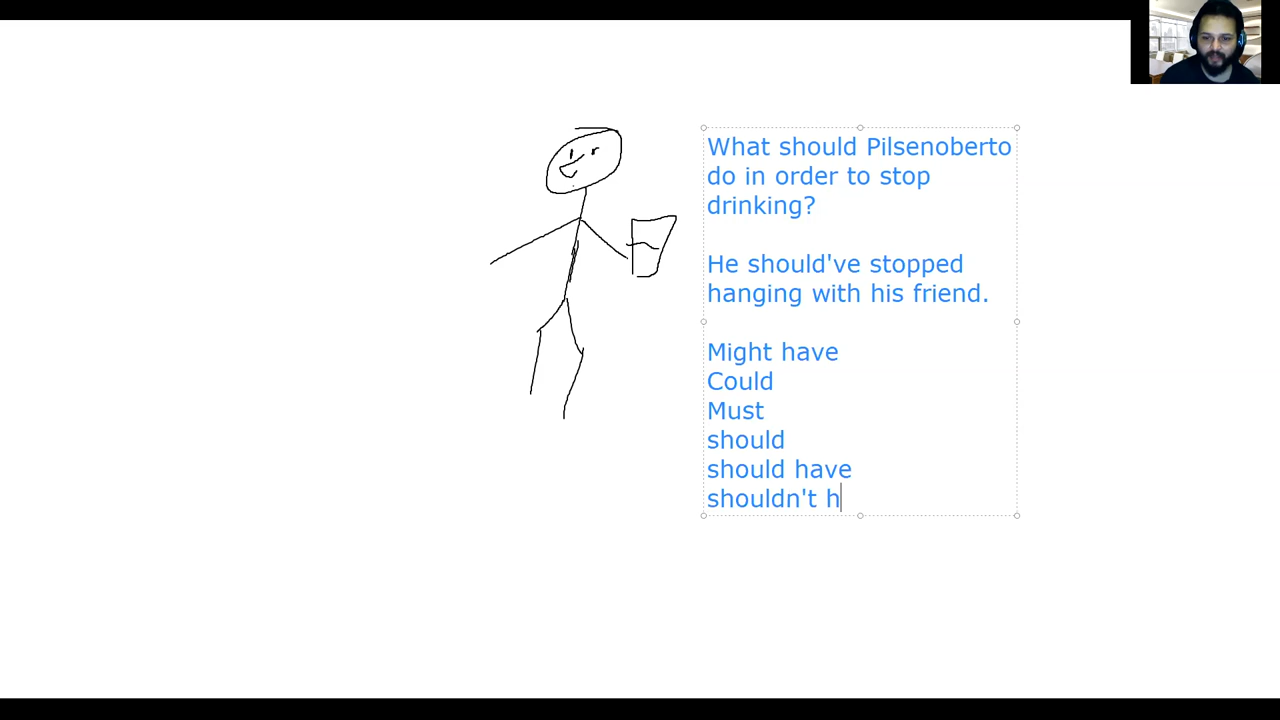 What should Pilsenoberto
do in order to stop
drinking?
He should've stopped
hanging with his friend.
Might have
Could
Must
should
should have
shouldn't h